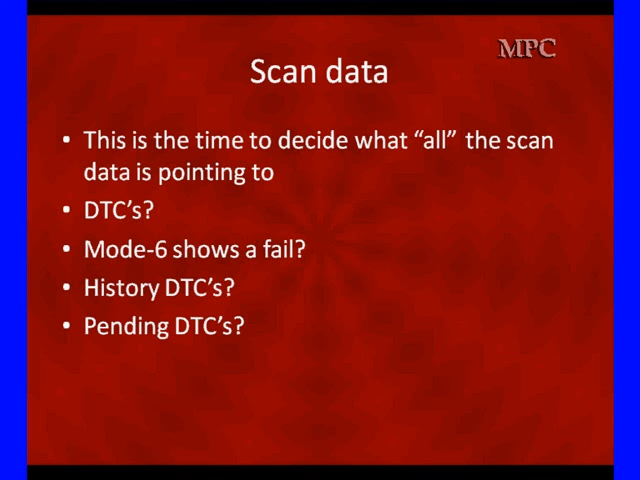 MPC
Scan data
• This is the time to decide what “all” the scan
data is pointing to
• DTC’s?
• Mode-6 shows a fail?
• History DTC’s?
• Pending DTC’s?